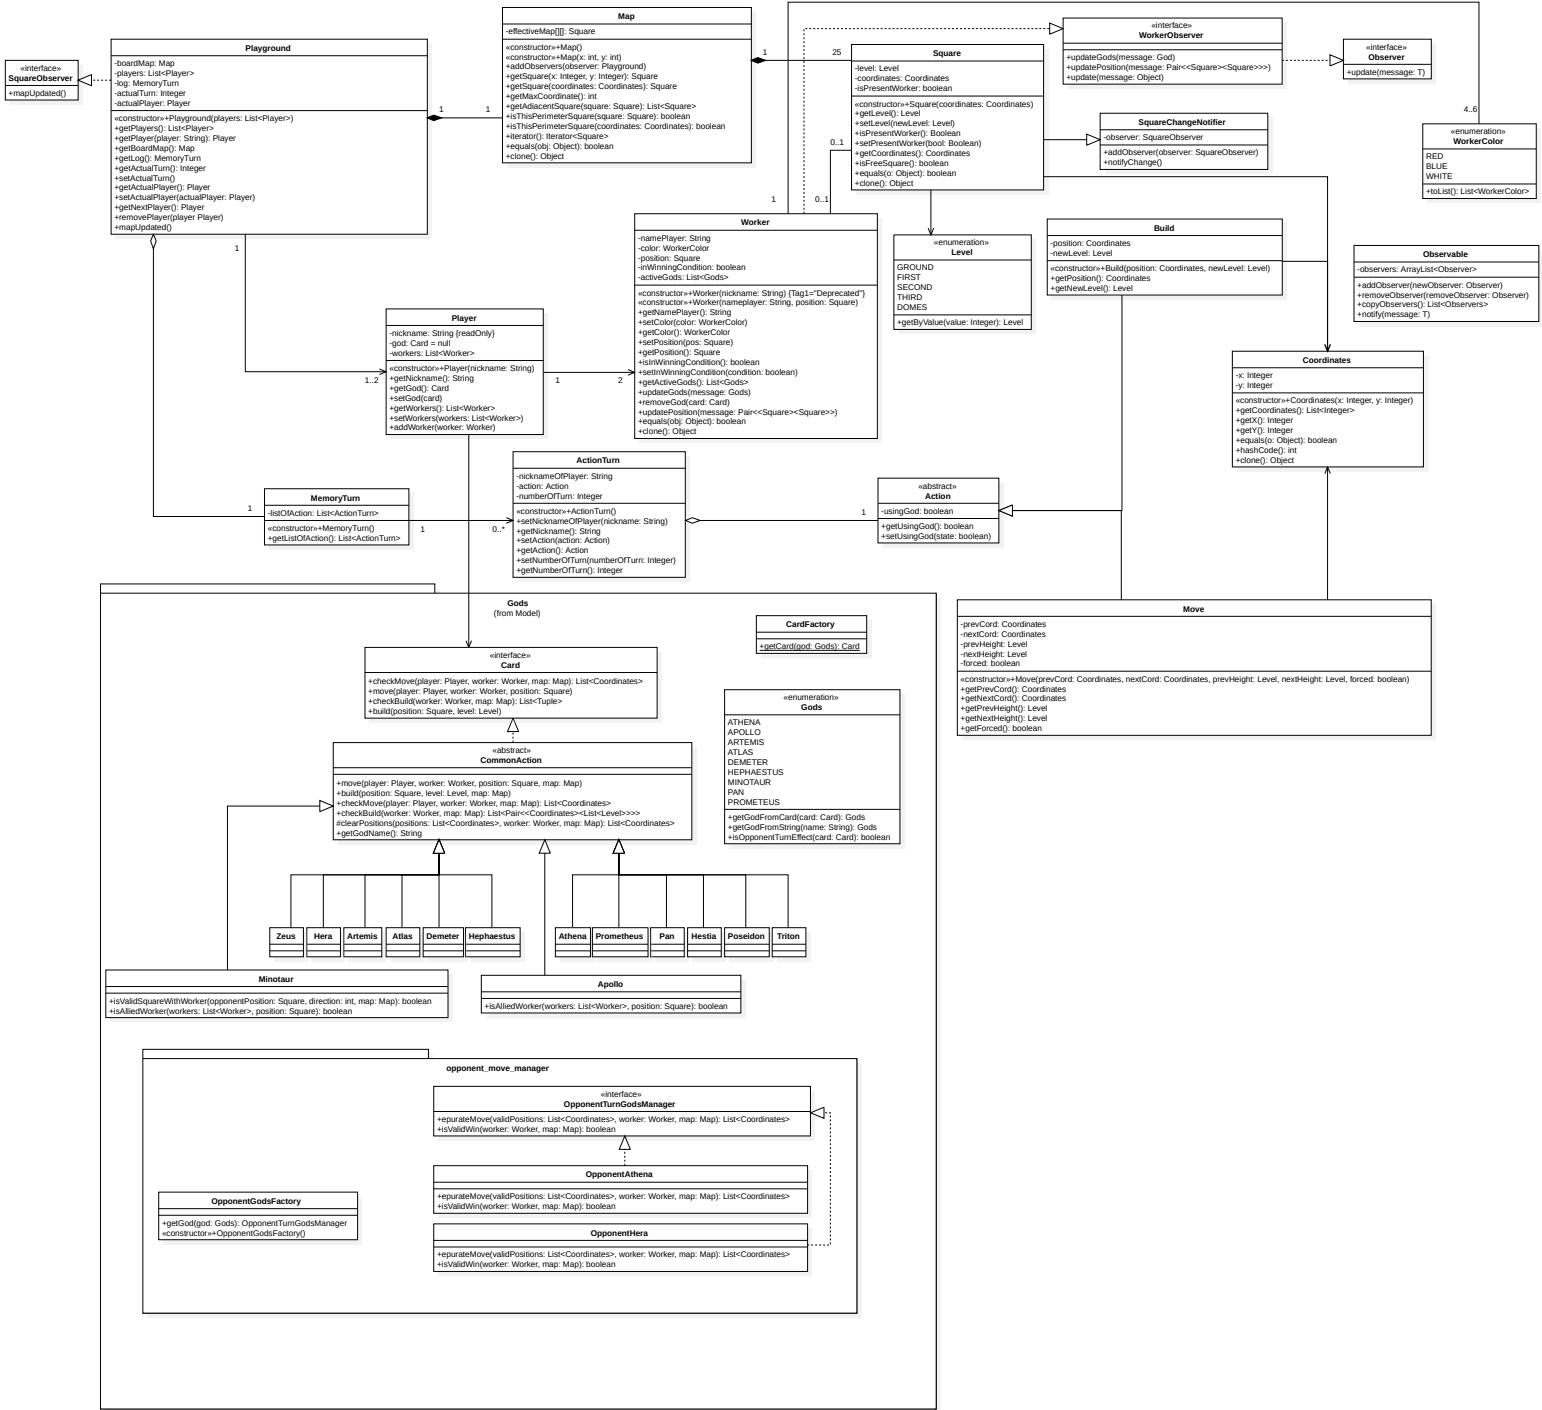 «interface»
SquareObserver
+mapUpdated()
Playground
-boardMap: Map
-players: List<Player>
-log: MemoryTurn
-actualTurn: Integer
-actualPlayer: Player
«constructor»+Playground(players: List<Player>)
+getPlayers(): List<Player>
+getPlayer(player: String): Player
+getBoardMap(): Map
+getLog(): MemoryTurn
+getActualTurn(): Integer
+setActualTurn()
+getActualPlayer(): Player
+setActualPlayer(actualPlayer: Player)
+getNextPlayer(): Player
+removePlayer(player Player)
+mapUpdated()
1
1
Map
-effectiveMap[][]: Square
«constructor»+Map()
«constructor»+Map(x: int, y: int)
+addObservers(observer: Playground)
+getSquare(x: Integer, y: Integer): Square
+getSquare(coordinates: Coordinates): Square
+getMaxCoordinate(): int
+getAdiacentSquare(square: Square): List<Square>
+isThisPerimeterSquare(square: Square): boolean
+isThisPerimeterSquare(coordinates: Coordinates): boolean
+iterator(): Iterator<Square>
+equals(obj: Object): boolean
+clone(): Object
1
25
Square
-level: Level
-coordinates: Coordinates
-isPresentWorker: boolean
«constructor»+Square(coordinates: Coordinates)
+getLevel(): Level
+setLevel(newLevel: Level)
+isPresentWorker(): Boolean
+setPresentWorker(bool: Boolean)
+getCoordinates(): Coordinates
+isFreeSquare(): boolean
+equals(o: Object): boolean
+clone(): Object
«interface»
WorkerObserver
+updateGods(message: God)
+updatePosition(message: Pair<<Square><Square>>>)
+update(message: Object)
«interface»
Observer
+update(message: T)
SquareChangeNotifier
-observer: SquareObserver
+addObserver(observer: SquareObserver)
+notifyChange()
4..6
«enumeration»
WorkerColor
RED
BLUE
WHITE
+toList(): List<WorkerColor>
0..1
0..1
1
Worker
-namePlayer: String
-color: WorkerColor
-position: Square
-inWinningCondition: boolean
-activeGods: List<Gods>
«constructor»+Worker(nickname: String) {Tag1="Deprecated"}
«constructor»+Worker(nameplayer: String, position: Square)
+getNamePlayer(): String
+setColor(color: WorkerColor)
+getColor(): WorkerColor
+setPosition(pos: Square)
+getPosition(): Square
+isInWinningCondition(): boolean
+setInWinningCondition(condition: boolean)
+getActiveGods(): List<Gods>
+updateGods(message: Gods)
+removeGod(card: Card)
+updatePosition(message: Pair<<Square><Square>>)
+equals(obj: Object): boolean
+clone(): Object
«enumeration»
Level
GROUND
FIRST
SECOND
THIRD
DOMES
+getByValue(value: Integer): Level
Build
-position: Coordinates
-newLevel: Level
«constructor»+Build(position: Coordinates, newLevel: Level)
+getPosition(): Coordinates
+getNewLevel(): Level
Observable
-observers: ArrayList<Observer>
+addObserver(newObserver: Observer)
+removeObserver(removeObserver: Observer)
+copyObservers(): List<Observers>
+notify(message: T)
1
1..2
Player
-nickname: String {readOnly}
-god: Card = null
-workers: List<Worker>
«constructor»+Player(nickname: String)
+getNickname(): String
+getGod(): Card
+setGod(card)
+getWorkers(): List<Worker>
+setWorkers(workers: List<Worker>)
+addWorker(worker: Worker)
1
2
Coordinates
-x: Integer
-y: Integer
«constructor»+Coordinates(x: Integer, y: Integer)
+getCoordinates(): List<Integer>
+getX(): Integer
+getY(): Integer
+equals(o: Object): boolean
+hashCode(): int
+clone(): Object
1
MemoryTurn
-listOfAction: List<ActionTurn>
«constructor»+MemoryTurn()
+getListOfAction(): List<ActionTurn>
1
0..*
ActionTurn
-nicknameOfPlayer: String
-action: Action
-numberOfTurn: Integer
«constructor»+ActionTurn()
+setNicknameOfPlayer(nickname: String)
+getNickname(): String
+setAction(action: Action)
+getAction(): Action
+setNumberOfTurn(numberOfTurn: Integer)
+getNumberOfTurn(): Integer
1
«abstract»
Action
-usingGod: boolean
+getUsingGod(): boolean
+setUsingGod(state: boolean)
Move
-prevCord: Coordinates
-nextCord: Coordinates
-prevHeight: Level
-nextHeight: Level
-forced: boolean
«constructor»+Move(prevCord: Coordinates, nextCord: Coordinates, prevHeight: Level, nextHeight: Level, forced: boolean)
+getPrevCord(): Coordinates
+getNextCord(): Coordinates
+getPrevHeight(): Level
+getNextHeight(): Level
+getForced(): boolean
Gods
(from Model)
CardFactory
+getCard(god: Gods): Card
«interface»
Card
+checkMove(player: Player, worker: Worker, map: Map): List<Coordinates>
+move(player: Player, worker: Worker, position: Square)
+checkBuild(worker: Worker, map: Map): List<Tuple>
+build(position: Square, level: Level)
«enumeration»
Gods
ATHENA
APOLLO
ARTEMIS
ATLAS
DEMETER
HEPHAESTUS
MINOTAUR
PAN
PROMETEUS
+getGodFromCard(card: Card): Gods
+getGodFromString(name: String): Gods
+isOpponentTurnEffect(card: Card): boolean
«abstract»
CommonAction
+move(player: Player, worker: Worker, position: Square, map: Map)
+build(position: Square, level: Level, map: Map)
+checkMove(player: Player, worker: Worker, map: Map): List<Coordinates>
+checkBuild(worker: Worker, map: Map): List<Pair<<Coordinates><List<Level>>>>
#clearPositions(positions: List<Coordinates>, worker: Worker, map: Map): List<Coordinates>
+getGodName(): String
Zeus
Hera
Artemis
Atlas
Demeter
Hephaestus
Athena
Prometheus
Pan
Hestia
Poseidon
Triton
Minotaur
+isValidSquareWithWorker(opponentPosition: Square, direction: int, map: Map): boolean
+isAlliedWorker(workers: List<Worker>, position: Square): boolean
Apollo
+isAlliedWorker(workers: List<Worker>, position: Square): boolean
opponent_move_manager
«interface»
OpponentTurnGodsManager
+epurateMove(validPositions: List<Coordinates>, worker: Worker, map: Map): List<Coordinates>
+isValidWin(worker: Worker, map: Map): boolean
OpponentAthena
+epurateMove(validPositions: List<Coordinates>, worker: Worker, map: Map): List<Coordinates>
+isValidWin(worker: Worker, map: Map): boolean
OpponentGodsFactory
+getGod(god: Gods): OpponentTurnGodsManager
«constructor»+OpponentGodsFactory()
OpponentHera
+epurateMove(validPositions: List<Coordinates>, worker: Worker, map: Map): List<Coordinates>
+isValidWin(worker: Worker, map: Map): boolean